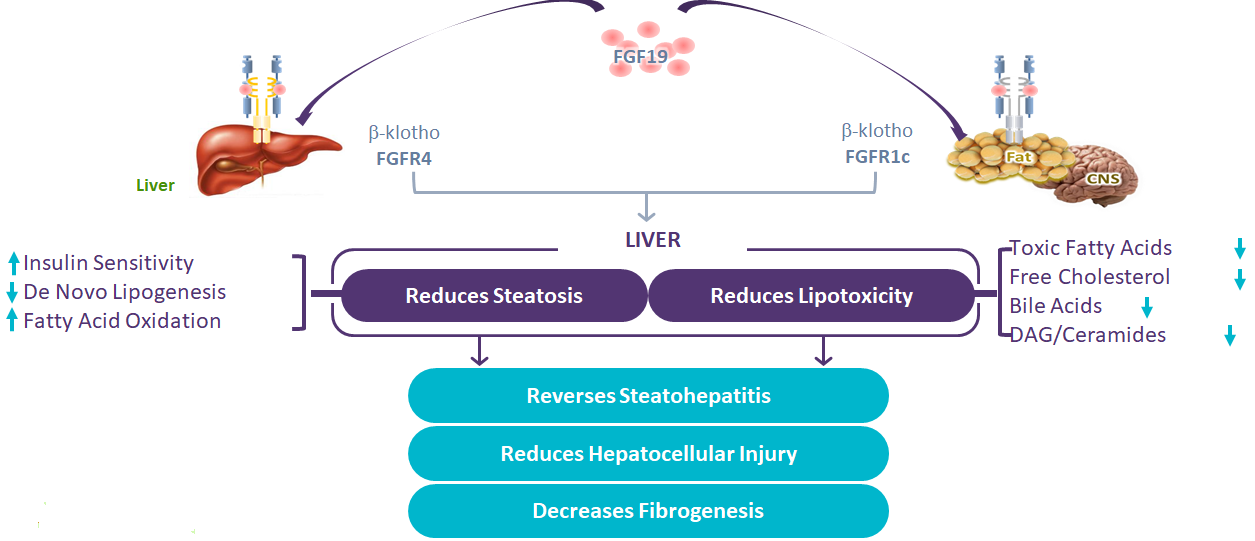 FGF19
β-klotho
FGFR4
β-klotho
FGFR1c
Liver
Fat
CNS
LIVER
Insulin Sensitivity
De Novo Lipogenesis
Fatty Acid Oxidation
Reduces Steatosis
Reduces Lipotoxicity
Toxic Fatty Acids
Free Cholesterol
Bile Acids
DAG/Ceramides
Reverses Steatohepatitis
Reduces Hepatocellular Injury
Decreases Fibrogenesis